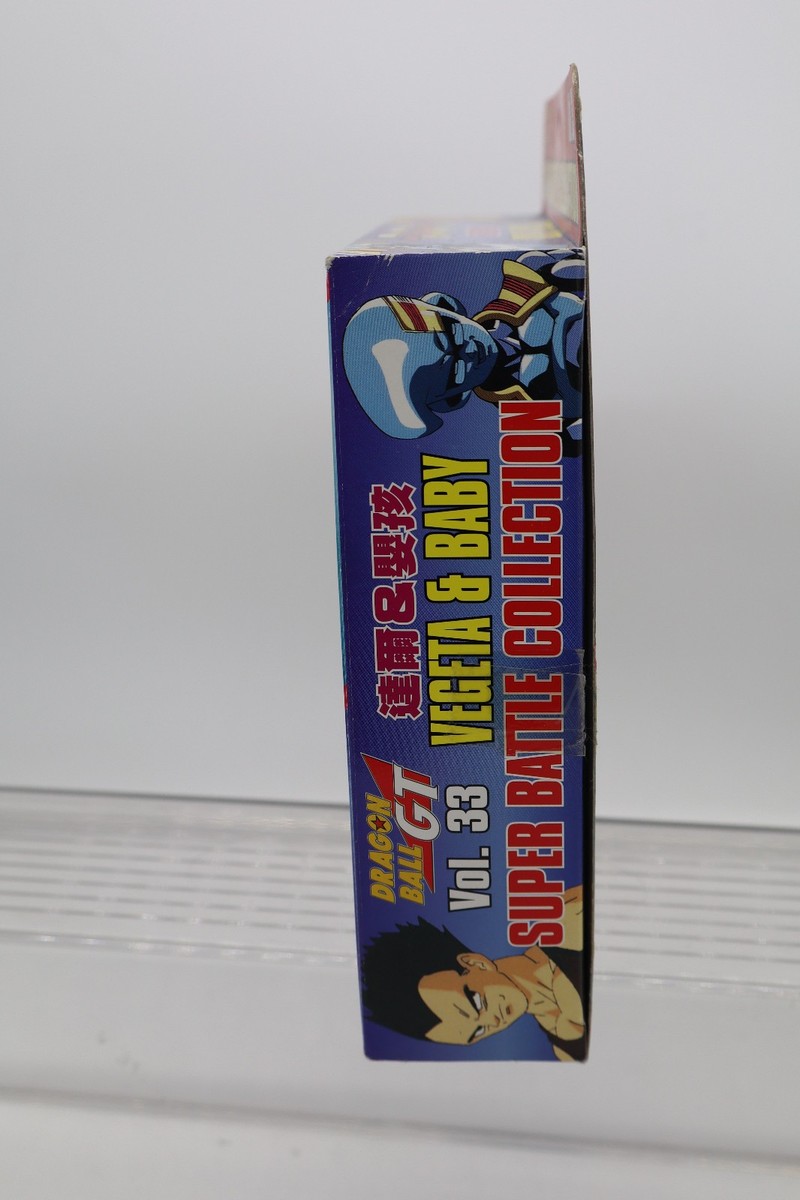 DRAGON
BALL
GT
達爾&嬰孩
Vol. 33
VEGETA & BABY
SUPER BATTLE COLLECTION